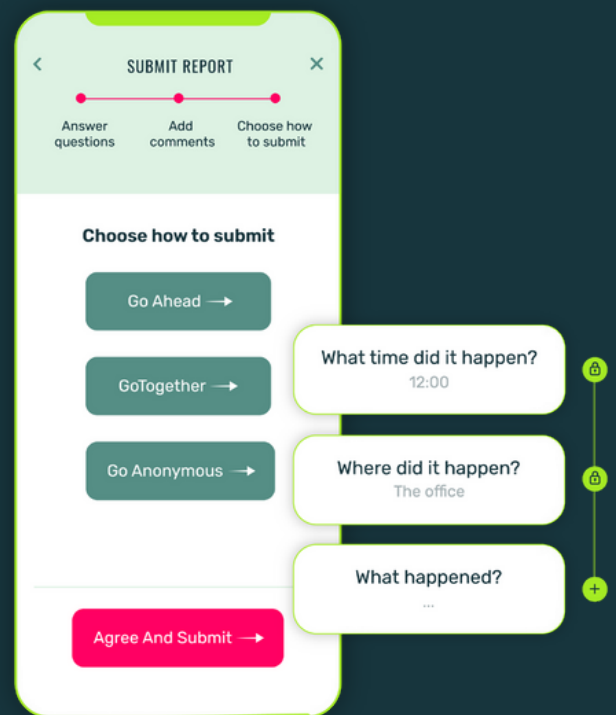 SUBMIT REPORT
Answer
questions
Add
comments
Choose how
to submit
Choose how to submit
Go Ahead
GoTogether
Go Anonymous
Agree And Submit
What time did it happen?
12:00
Where did it happen?
The office
What happened?
...